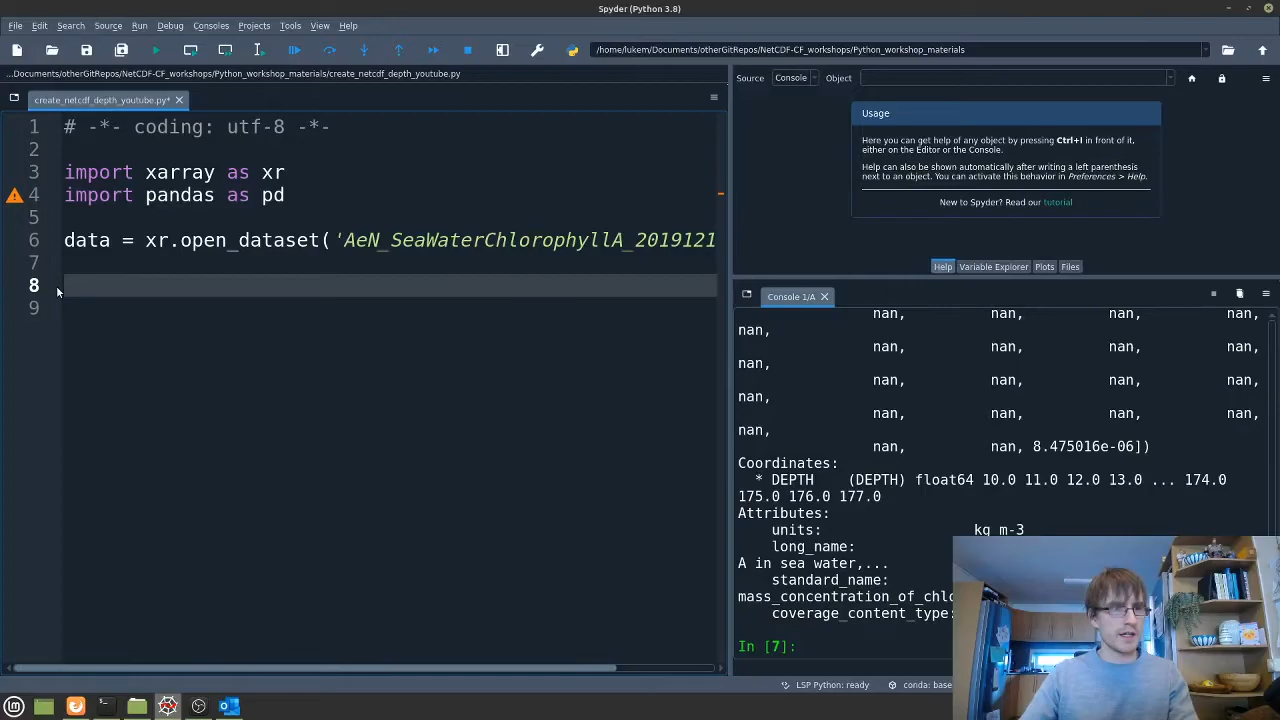 Spyder (Python 3.8)
File Edit Search Source Run Debug Consoles Projects Tools View Help
/home/lukem/Documents/otherGitRepos/NetCDF-CF_workshops/Python_workshop_materials
...Documents/otherGitRepos/NetCDF-CF_workshops/Python_workshop_materials/create_netcdf_depth_youtube.py
Source Console Object
create_netcdf_depth_youtube.py*
1 # -*- coding: utf-8 -*-
2
3 import xarray as xr
4 import pandas as pd
5
6 data = xr.open_dataset('AeN_SeaWaterChlorophyllA_2019121
7
8
9
Usage
Here you can get help of any object by pressing Ctrl+I in front of it,
either on the Editor or the Console.
Help can also be shown automatically after writing a left parenthesis
next to an object. You can activate this behavior in Preferences > Help.
New to Spyder? Read our tutorial
Help Variable Explorer Plots Files
Console 1/A
nan, nan, nan, nan,
nan,
nan, nan, nan, nan,
nan,
nan, nan, nan, nan,
nan,
nan, nan, nan, nan,
nan,
nan, nan, 8.475016e-06])
Coordinates:
* DEPTH (DEPTH) float64 10.0 11.0 12.0 13.0 ... 174.0
175.0 176.0 177.0
Attributes:
units: kg m-3
long_name:
A in sea water,...
standard_name:
mass_concentration_of_chlo
coverage_content_type:
In [7]:
LSP Python: ready conda: base